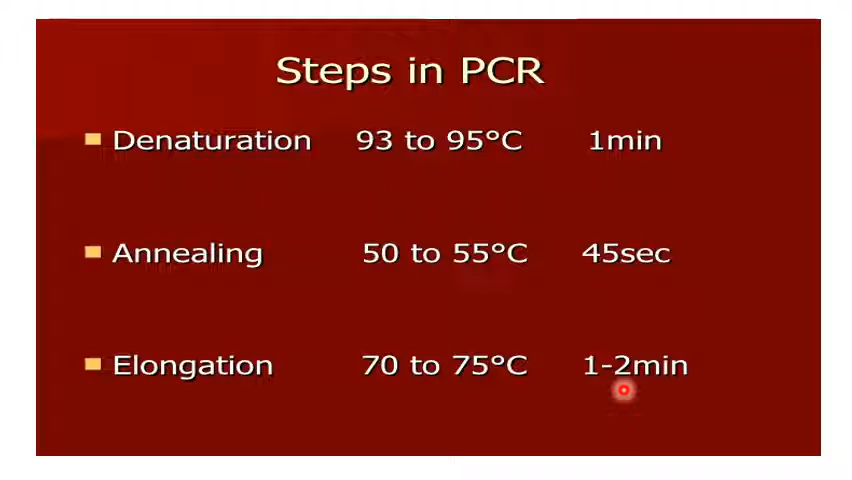 Steps in PCR
Denaturation 93 to 95°C 1min
Annealing 50 to 55°C 45sec
Elongation 70 to 75°C 1-2min